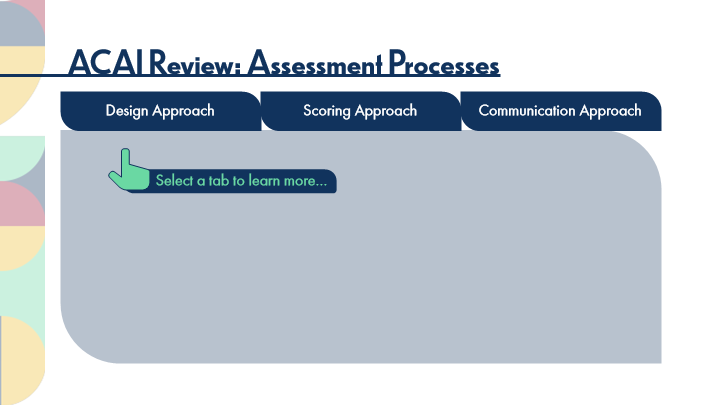 ACAI Review: Assessment Processes
Design Approach
Scoring Approach
Communication Approach
Select a tab to learn more...